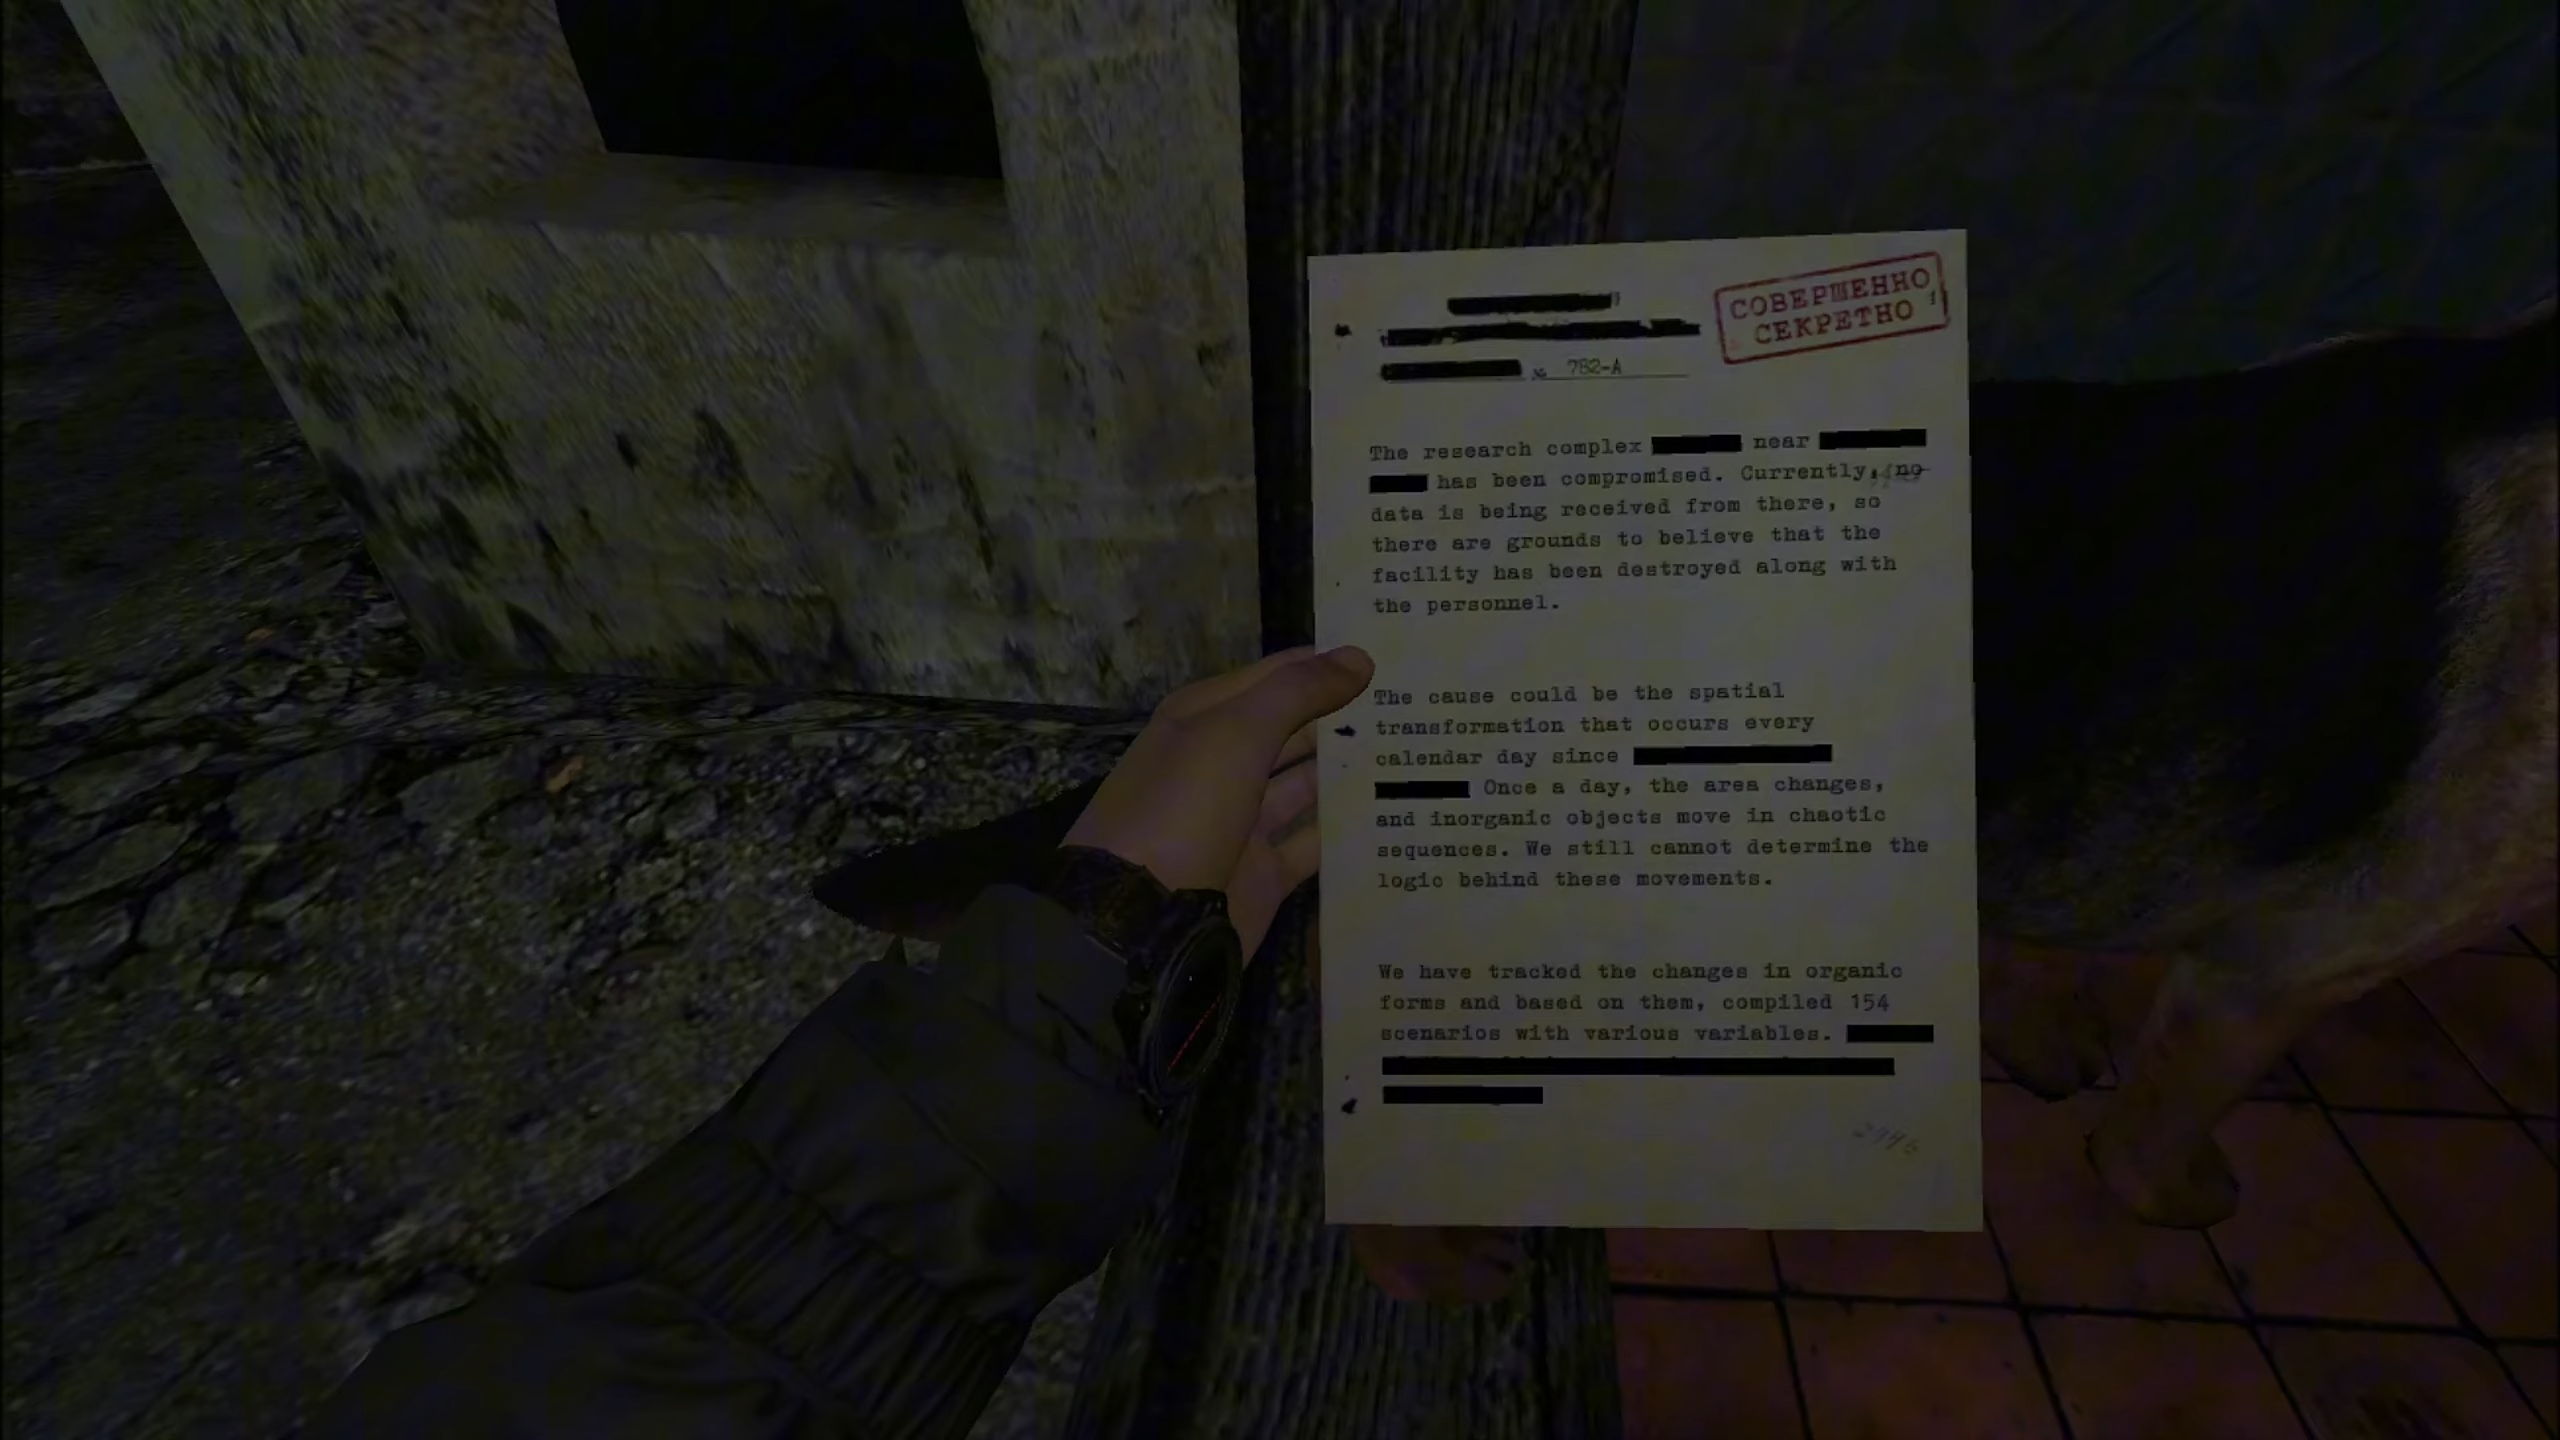 СОВЕРШЕННО
СЕКРЕТНО
№ 782-A
The research complex near
has been compromised. Currently, no
data is being received from there, so
there are grounds to believe that the
facility has been destroyed along with
the personnel.
The cause could be the spatial
transformation that occurs every
calendar day since
Once a day, the area changes,
and inorganic objects move in chaotic
sequences. We still cannot determine the
logic behind these movements.
We have tracked the changes in organic
forms and based on them, compiled 154
scenarios with various variables.